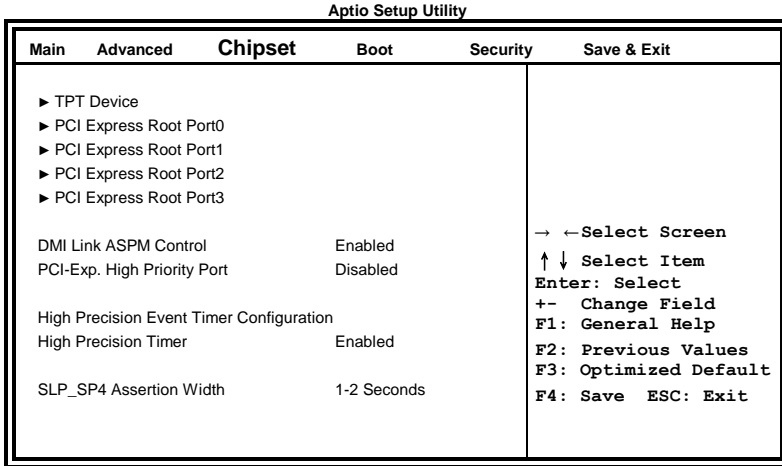 Aptio Setup Utility
Main Advanced Chipset Boot Security Save & Exit
► TPT Device
► PCI Express Root Port0
► PCI Express Root Port1
► PCI Express Root Port2
► PCI Express Root Port3
DMI Link ASPM Control Enabled
PCI-Exp. High Priority Port Disabled
High Precision Event Timer Configuration
High Precision Timer Enabled
SLP_SP4 Assertion Width 1-2 Seconds
→ ←Select Screen
↑↓ Select Item
Enter: Select
+- Change Field
F1: General Help
F2: Previous Values
F3: Optimized Default
F4: Save ESC: Exit